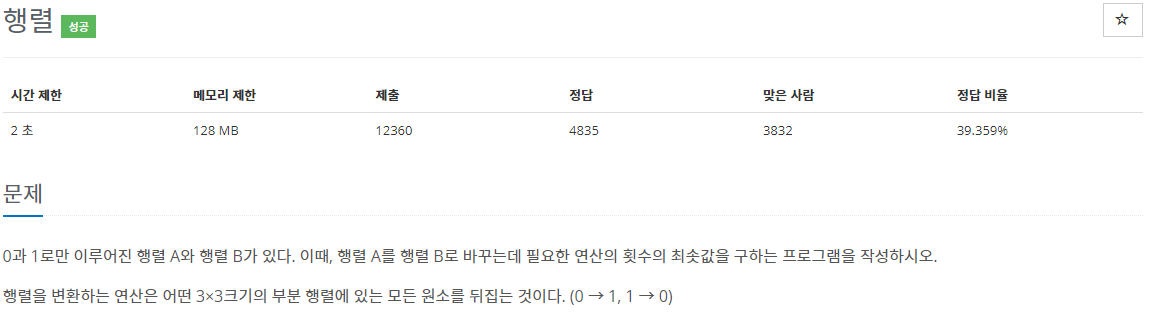 행렬 성공
☆
시간 제한 메모리 제한 제출 정답 맞은 사람 정답 비율
2 초 128 MB 12360 4835 3832 39.359%
문제
0과 1로만 이루어진 행렬 A와 행렬 B가 있다. 이때, 행렬 A를 행렬 B로 바꾸는데 필요한 연산의 횟수의 최솟값을 구하는 프로그램을 작성하시오.
행렬을 변환하는 연산은 어떤 3×3크기의 부분 행렬에 있는 모든 원소를 뒤집는 것이다. (0 → 1, 1 → 0)